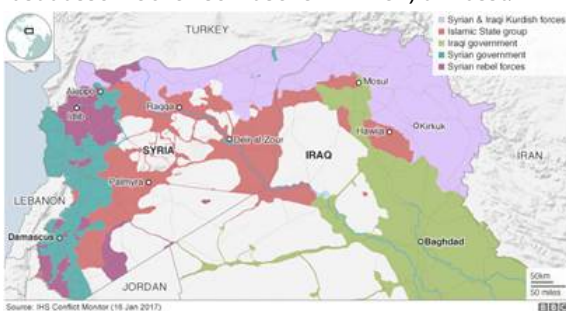 TURKEY
Syrian & Iraqi Kurdish forces
Islamic State group
Iraqi government
Syrian government
Syrian rebel forces
Aleppo
Mosul
Idlib
Raqqa
Kirkuk
Hawija
Deir al-Zour
SYRIA
IRAQ
IRAN
Palmyra
LEBANON
Damascus
Baghdad
JORDAN
50km
50 miles
Source: IHS Conflict Monitor (16 Jan 2017)
BBC